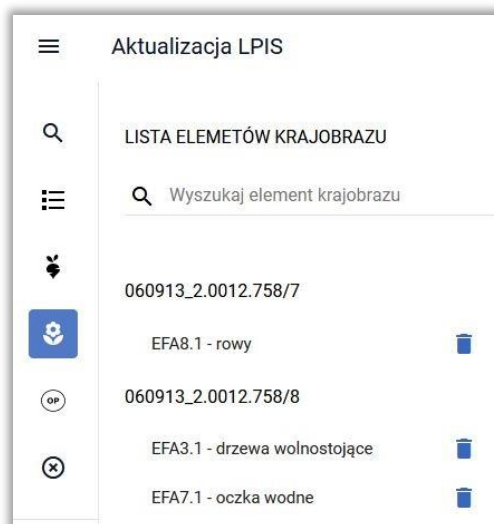 Aktualizacja LPIS
LISTA ELEMETÓW KRAJOBRAZU
Wyszukaj element krajobrazu
060913_2.0012.758/7
EFA8.1 - rowy
OP
060913_2.0012.758/8
EFA3.1 - drzewa wolnostojące
EFA7.1 - oczka wodne